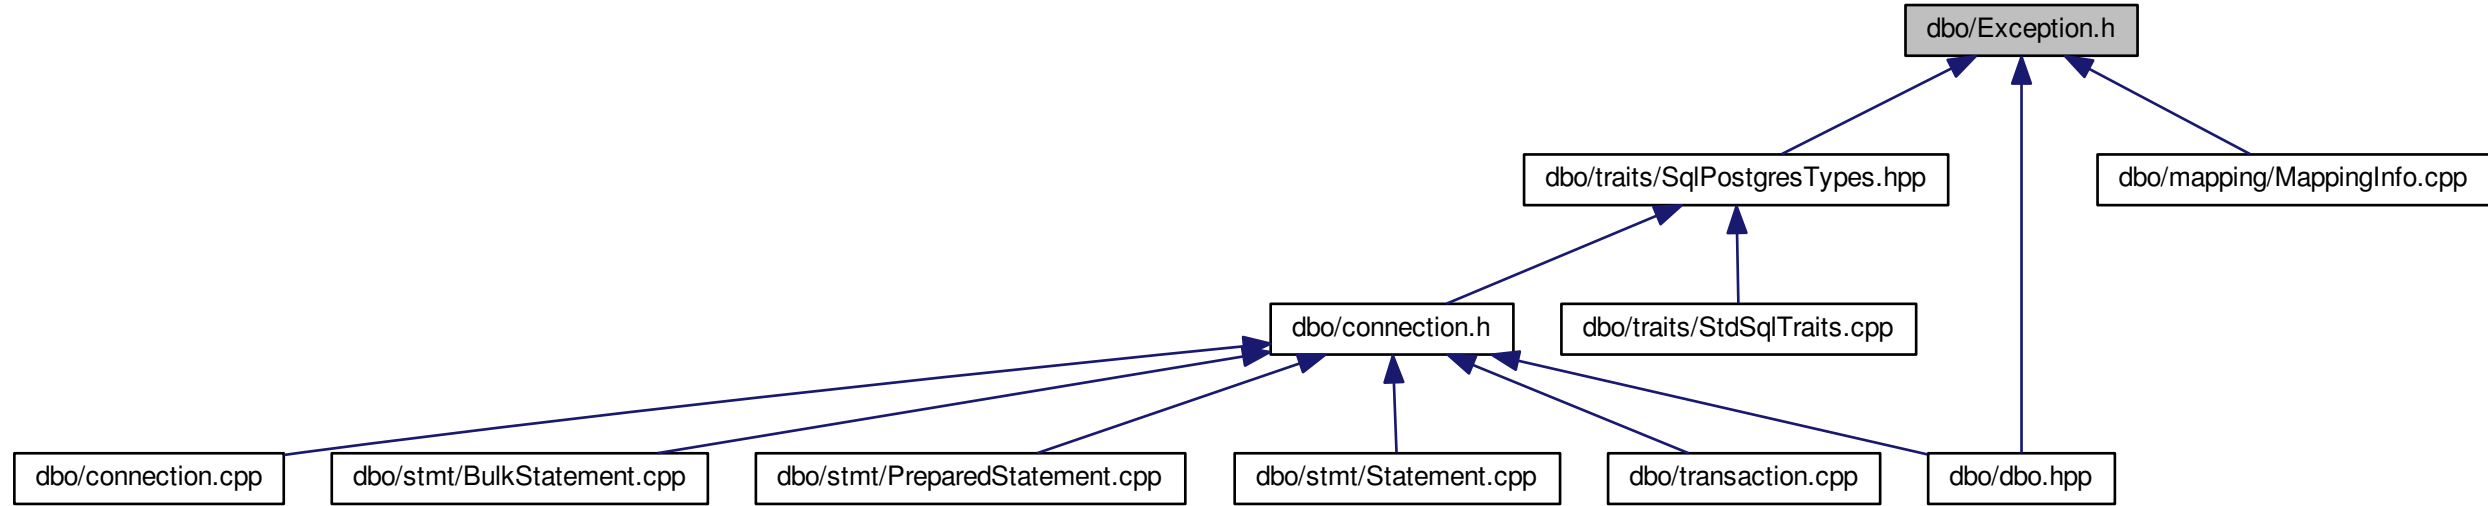 dbo/Exception.h
dbo/traits/SqlPostgresTypes.hpp
dbo/mapping/MappingInfo.cpp
dbo/connection.h
dbo/traits/StdSqlTraits.cpp
dbo/connection.cpp
dbo/stmt/BulkStatement.cpp
dbo/stmt/PreparedStatement.cpp
dbo/stmt/Statement.cpp
dbo/transaction.cpp
dbo/dbo.hpp